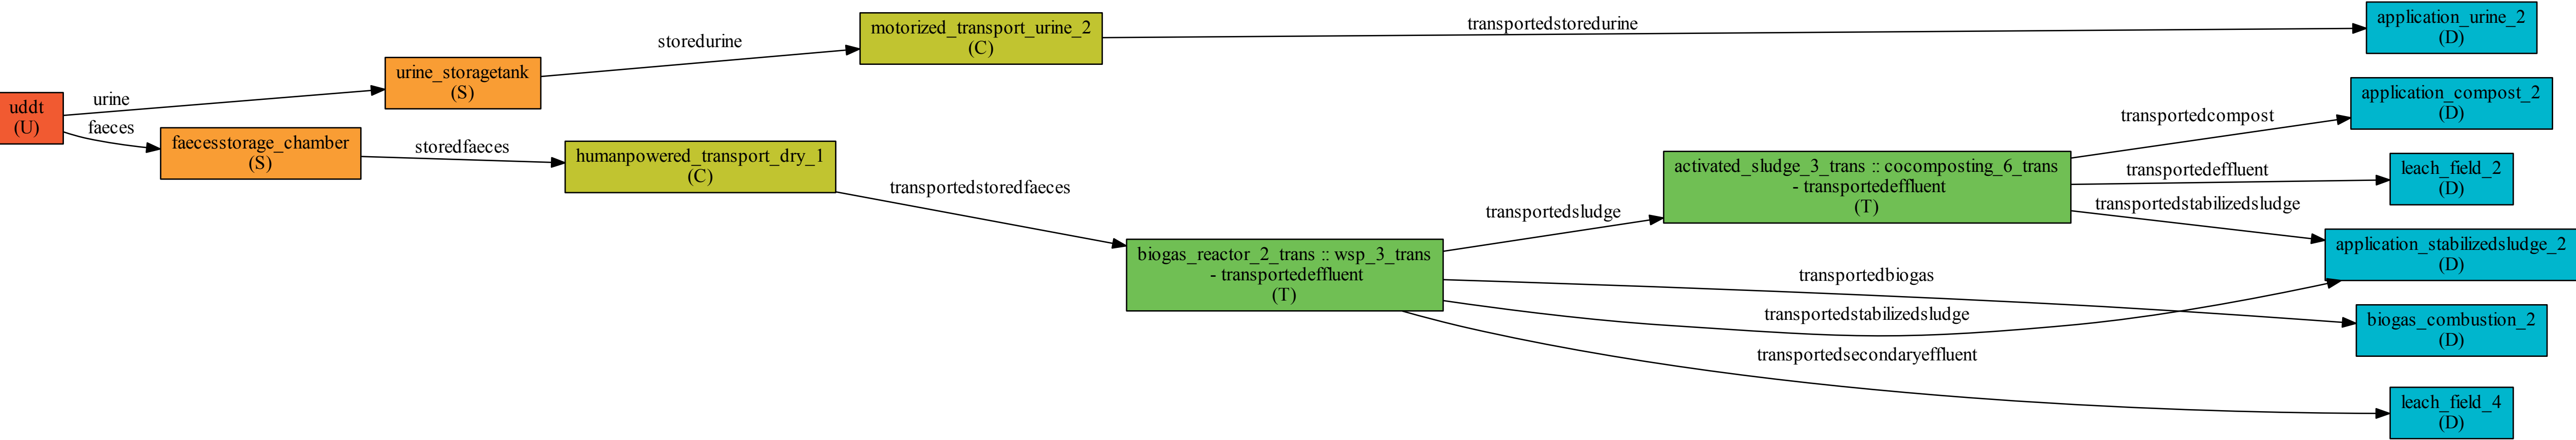 uddt
(U)
urine
faeces
urine_storagetank
(S)
faecesstorage_chamber
(S)
storedurine
storedfaeces
motorized_transport_urine_2
(C)
humanpowered_transport_dry_1
(C)
transportedstoredurine
transportedstoredfaeces
biogas_reactor_2_trans :: wsp_3_trans
- transportedeffluent
(T)
transportedsludge
transportedbiogas
transportedstabilizedsludge
transportedsecondaryeffluent
activated_sludge_3_trans :: cocomposting_6_trans
- transportedeffluent
(T)
transportedcompost
transportedeffluent
transportedstabilizedsludge
application_urine_2
(D)
application_compost_2
(D)
leach_field_2
(D)
application_stabilizedsludge_2
(D)
biogas_combustion_2
(D)
leach_field_4
(D)